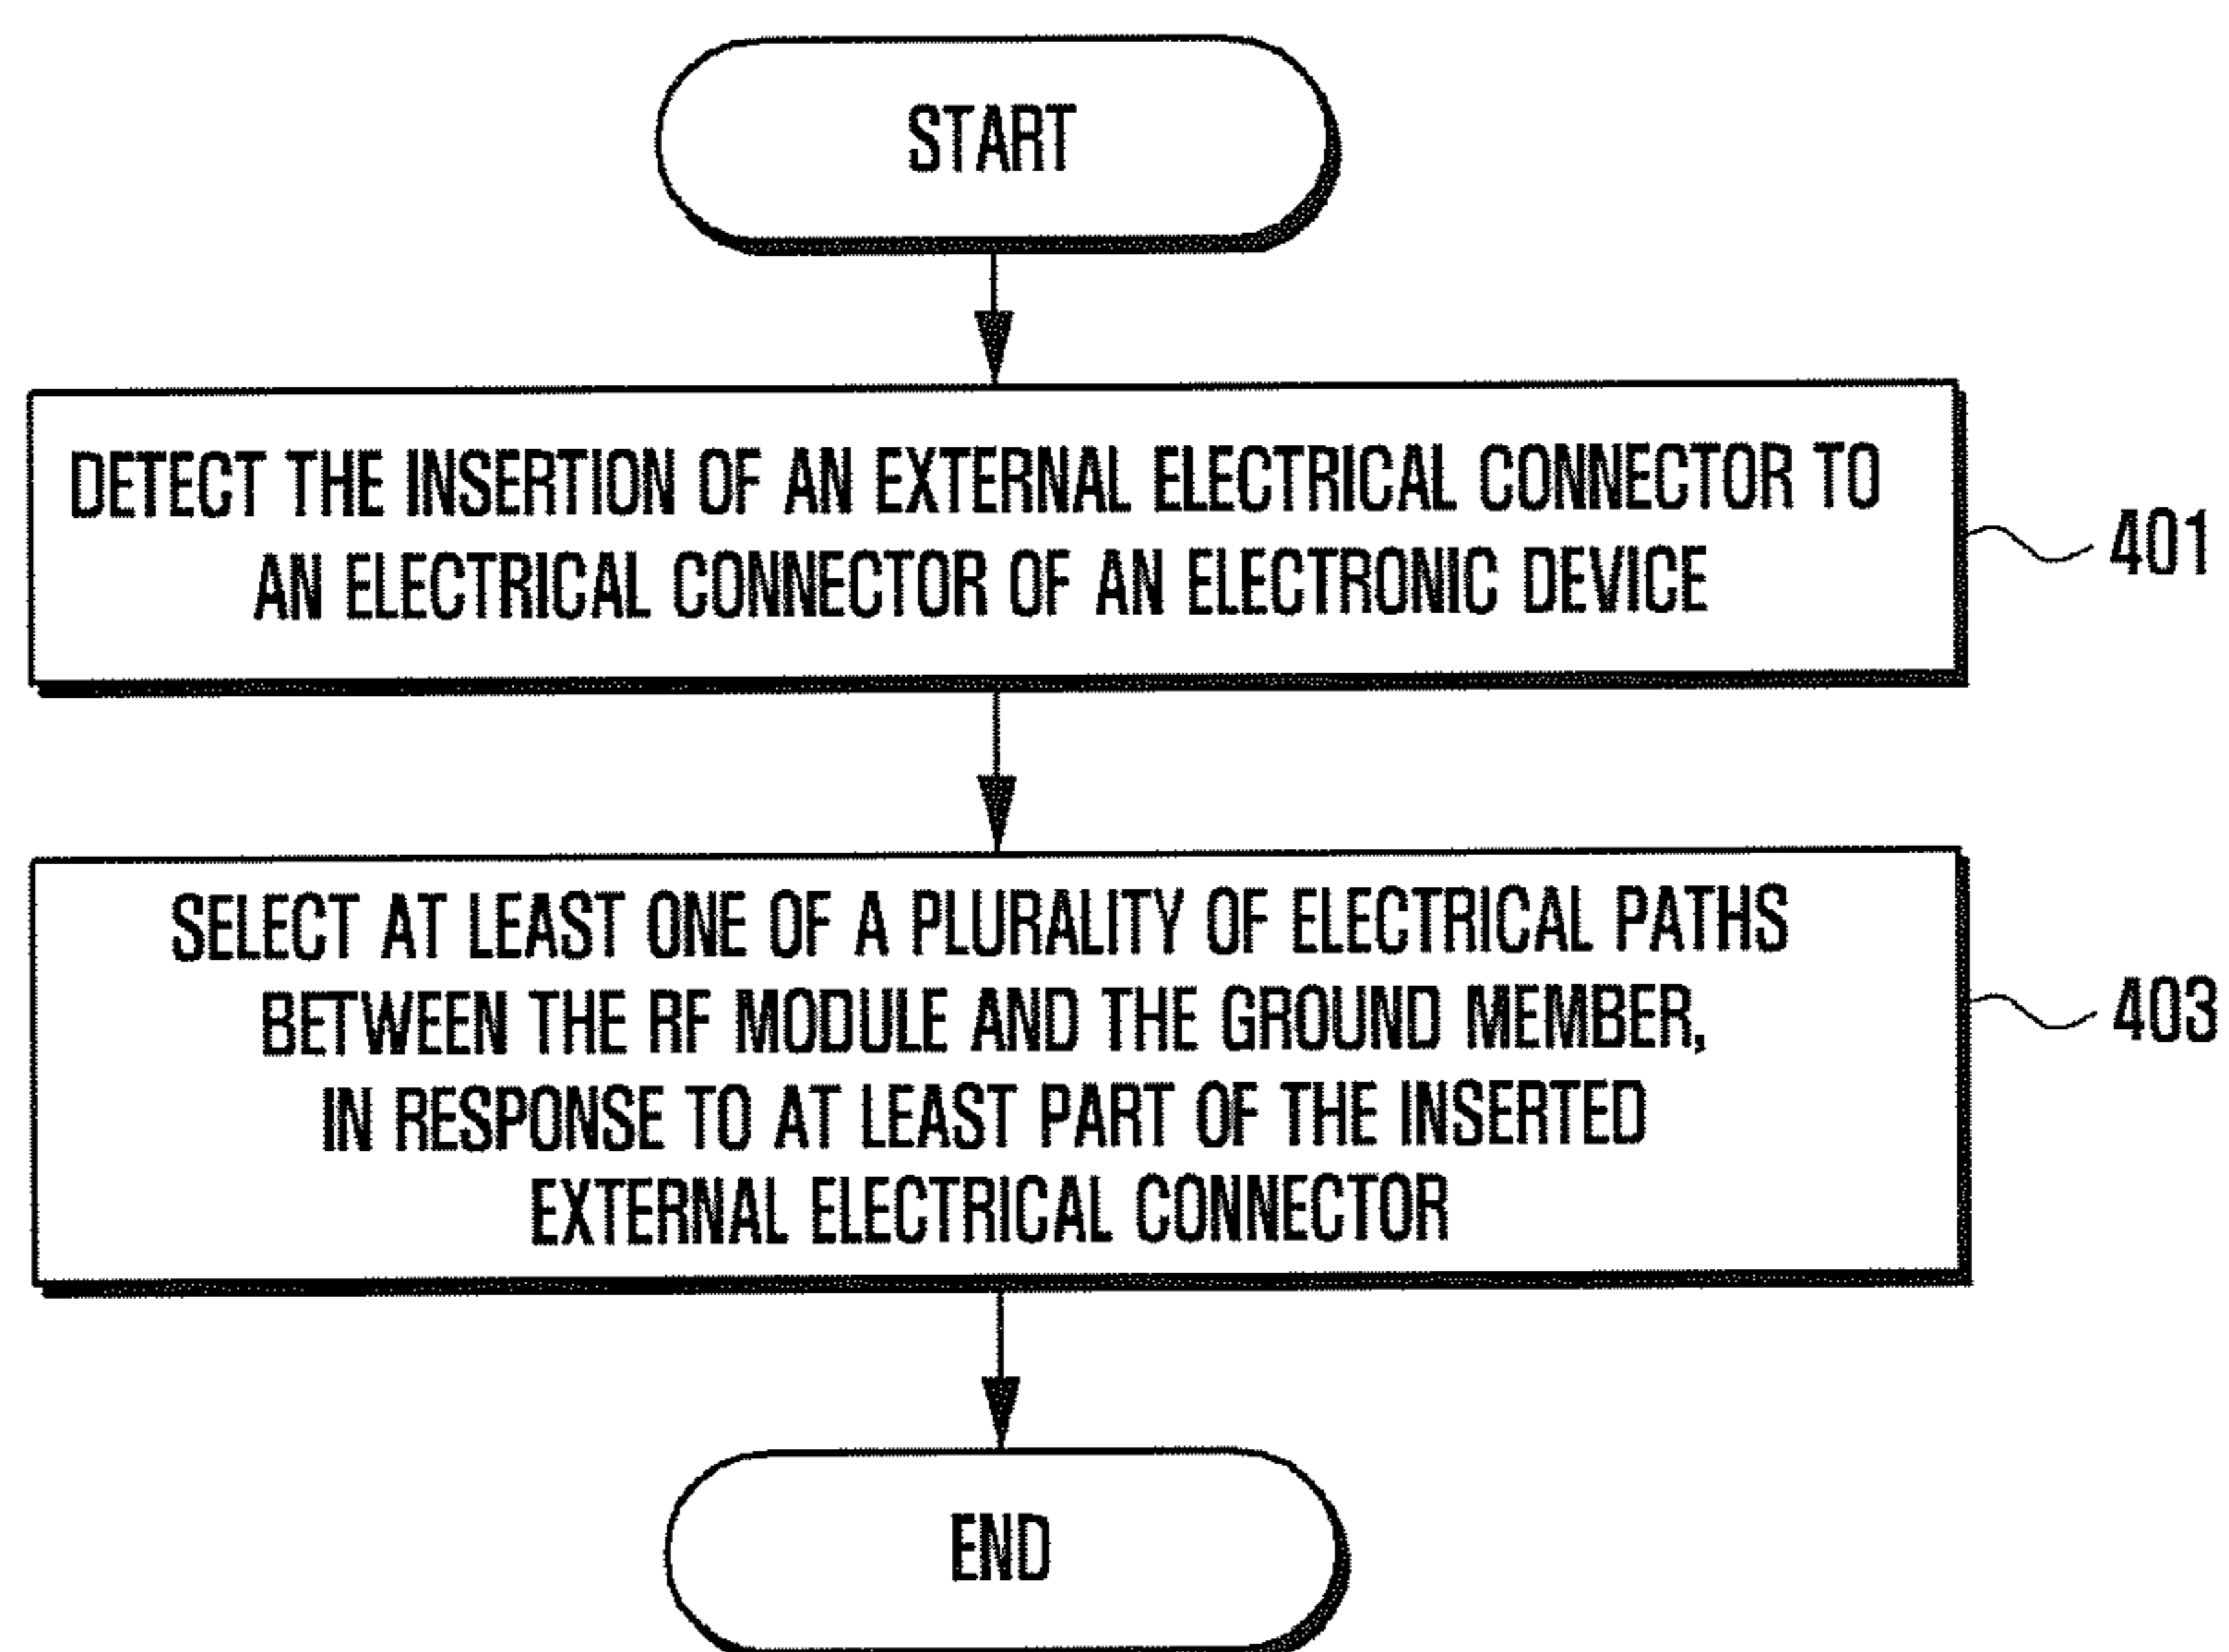 START
DETECT THE INSERTION OF AN EXTERNAL ELECTRICAL CONNECTOR TO
AN ELECTRICAL CONNECTOR OF AN ELECTRONIC DEVICE
401
SELECT AT LEAST ONE OF A PLURALITY OF ELECTRICAL PATHS
BETWEEN THE RF MODULE AND THE GROUND MEMBER,
IN RESPONSE TO AT LEAST PART OF THE INSERTED
EXTERNAL ELECTRICAL CONNECTOR
403
END